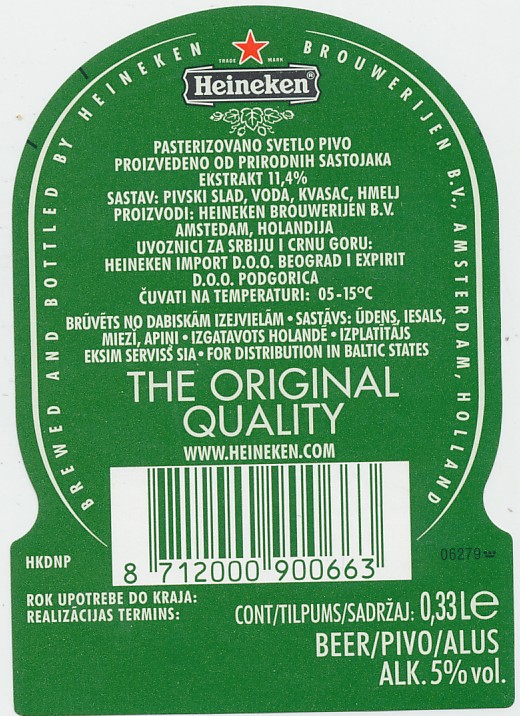 BREWED AND BOTTLED BY HEINEKEN BROUWERIJEN B.V., AMSTERDAM, HOLLAND
TRADE MARK
Heineken®
PASTERIZOVANO SVETLO PIVO
PROIZVEDENO OD PRIRODNIH SASTOJAKA
EKSTRAKT 11,4%
SASTAV: PIVSKI SLAD, VODA, KVASAC, HMELJ
PROIZVODI: HEINEKEN BROUWERIJEN B.V.
AMSTEDAM, HOLANDIJA
UVOZNICI ZA SRBIJU I CRNU GORU:
HEINEKEN IMPORT D.O.O. BEOGRAD I EXPIRIT
D.O.O. PODGORICA
ČUVATI NA TEMPERATURI: 05-15°C
BRŪVĒTS NO DABISKĀM IZEJVIELĀM • SASTĀVS: ŪDENS, IESALS,
MIEŽI, APIŅI • IZGATAVOTS HOLANDĒ • IZPLATĪTĀJS
EKSIM SERVISS SIA • FOR DISTRIBUTION IN BALTIC STATES
THE ORIGINAL
QUALITY
WWW.HEINEKEN.COM
8 712000 900663
HKDNP
06279
ROK UPOTREBE DO KRAJA:
REALIZĀCIJAS TERMINS:
CONT/TILPUMS/SADRŽAJ: 0,33 L e
BEER/PIVO/ALUS
ALK. 5% vol.